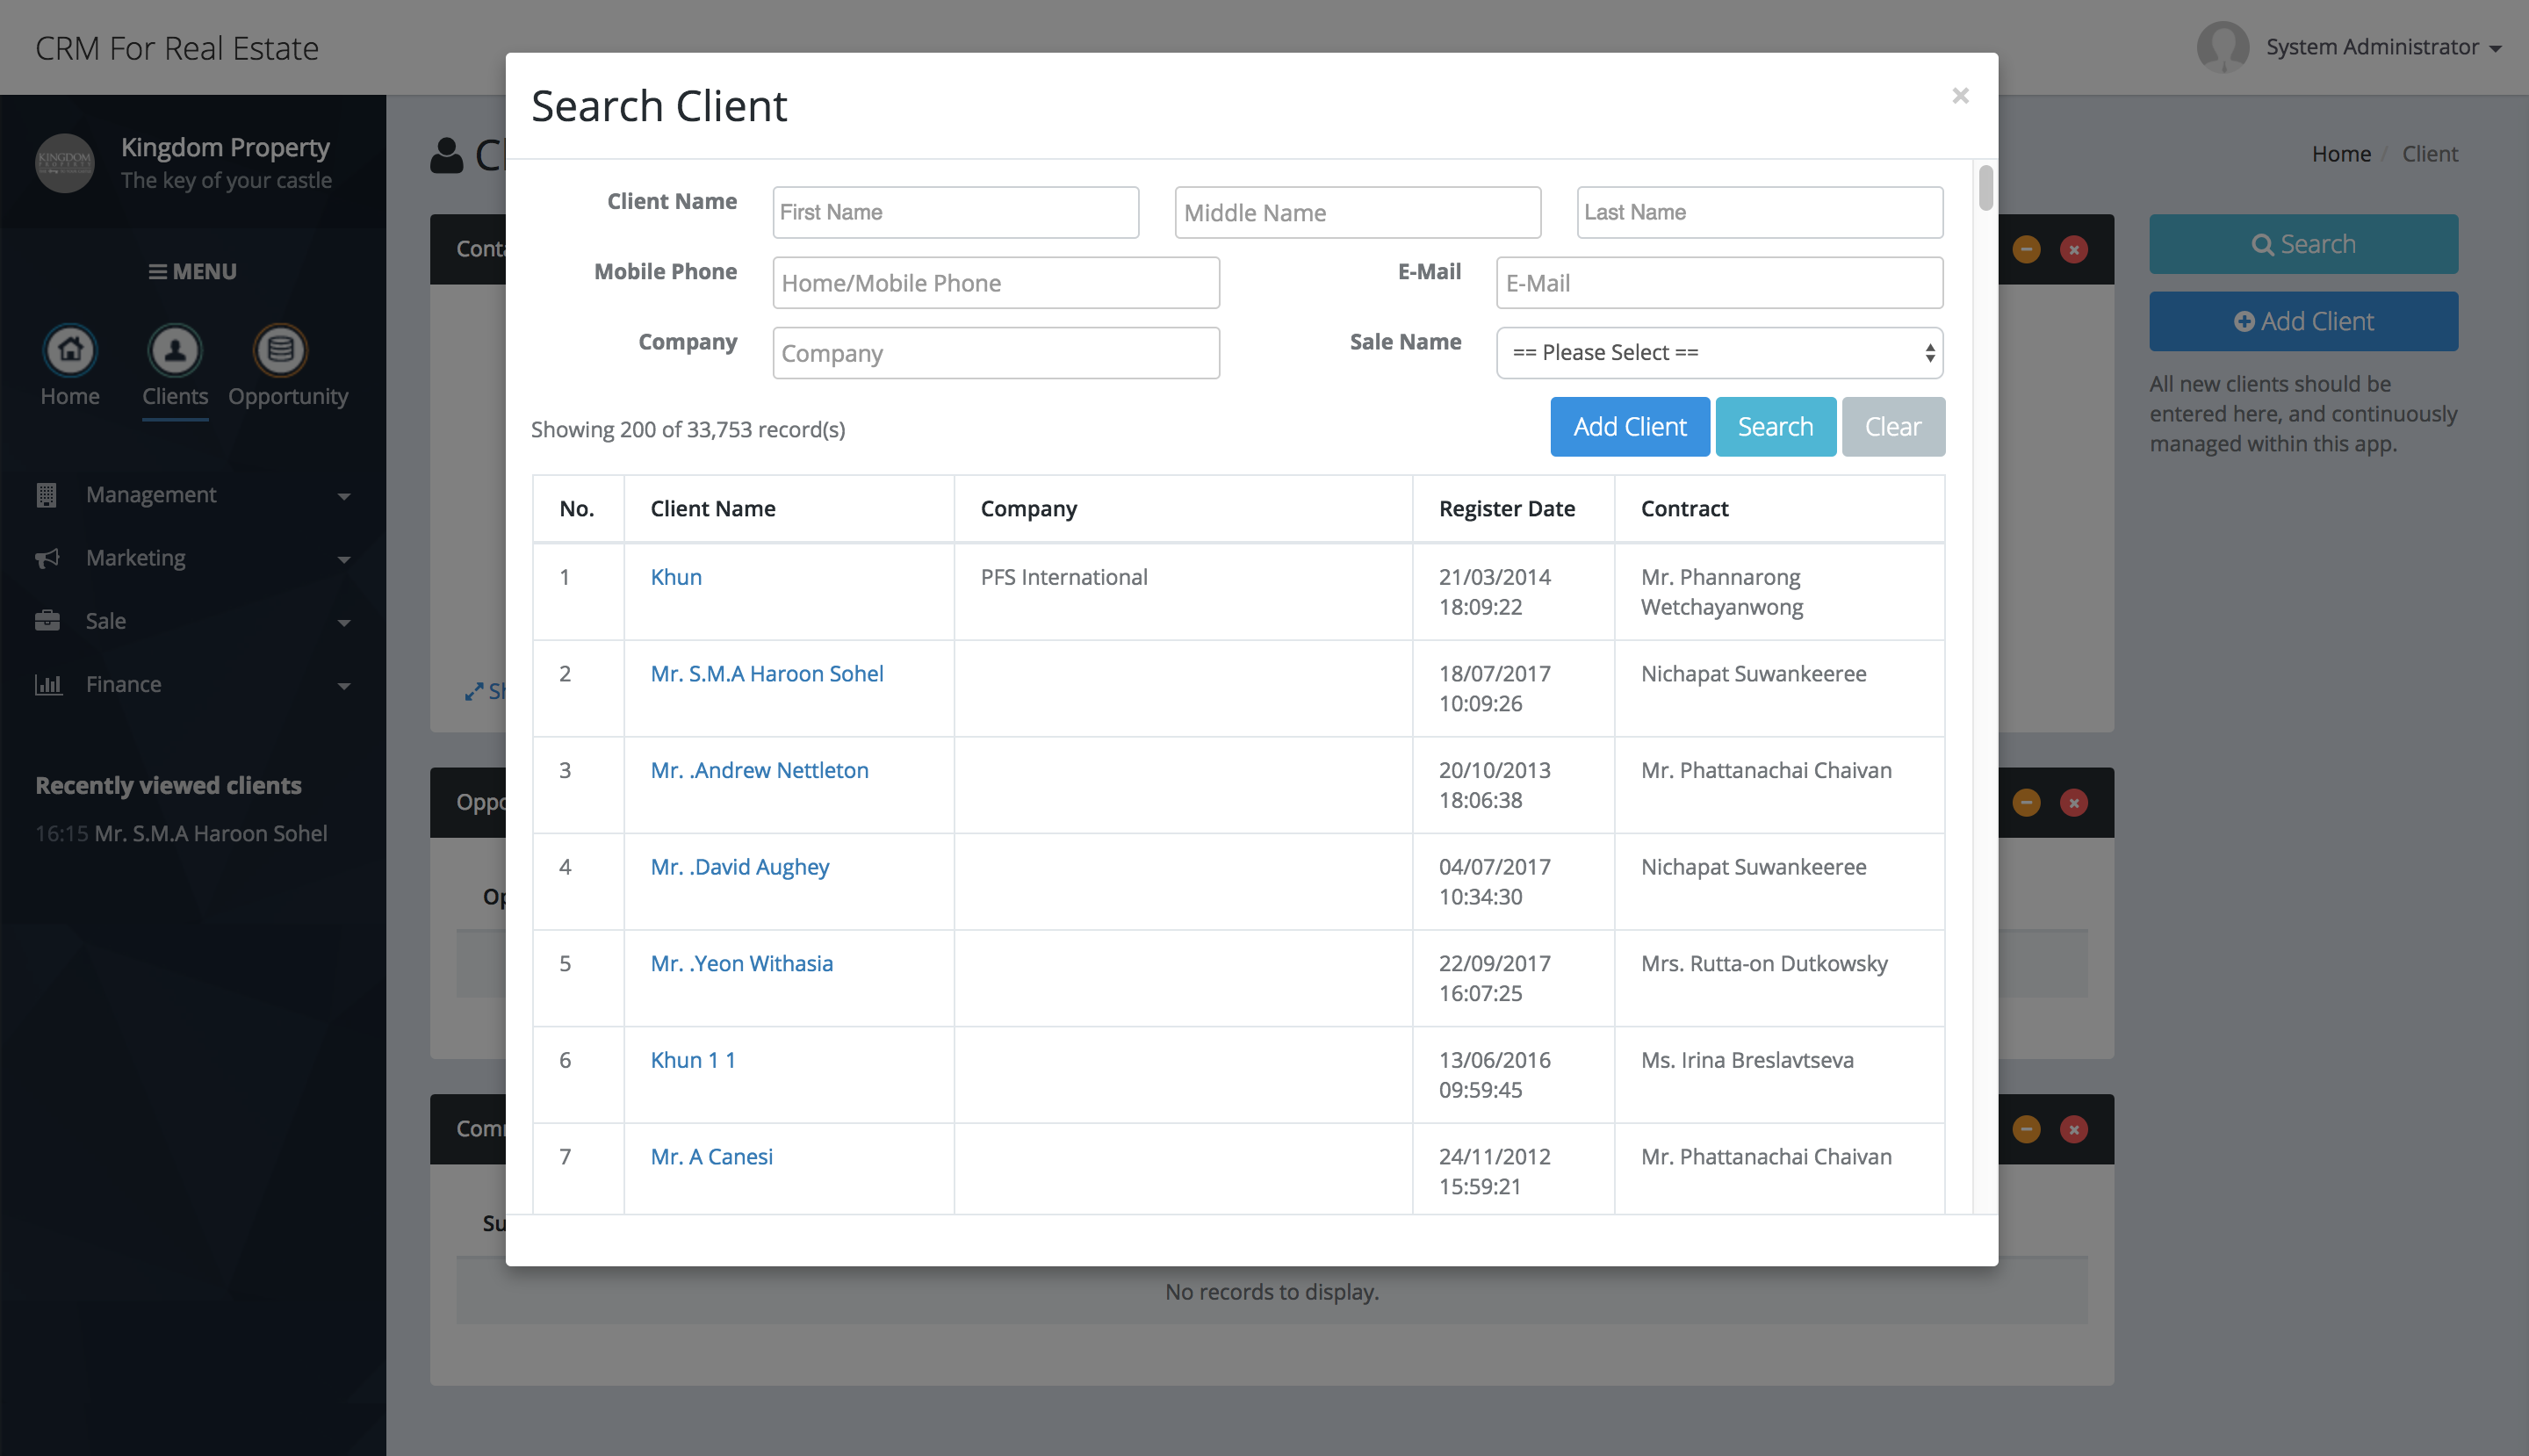 CRM For Real Estate
System Administrator
Kingdom Property
The key of your castle
KINGDOM
MENU
Home
Clients
Opportunity
Management
Marketing
Sale
Finance
Recently viewed clients
16:15 Mr. S.M.A Haroon Sohel
Home / Client
Search
Add Client
All new clients should be
entered here, and continuously
managed within this app.
Search Client
×
Client Name
First Name
Middle Name
Last Name
Mobile Phone
Home/Mobile Phone
E-Mail
E-Mail
Company
Company
Sale Name
== Please Select ==
Showing 200 of 33,753 record(s)
Add Client
Search
Clear
No. Client Name Company Register Date Contract
1 Khun PFS International 21/03/2014 Mr. Phannarong
18:09:22 Wetchayanwong
2 Mr. S.M.A Haroon Sohel 18/07/2017 Nichapat Suwankeeree
10:09:26
3 Mr. .Andrew Nettleton 20/10/2013 Mr. Phattanachai Chaivan
18:06:38
4 Mr. .David Aughey 04/07/2017 Nichapat Suwankeeree
10:34:30
5 Mr. .Yeon Withasia 22/09/2017 Mrs. Rutta-on Dutkowsky
16:07:25
6 Khun 1 1 13/06/2016 Ms. Irina Breslavtseva
09:59:45
7 Mr. A Canesi 24/11/2012 Mr. Phattanachai Chaivan
15:59:21
No records to display.